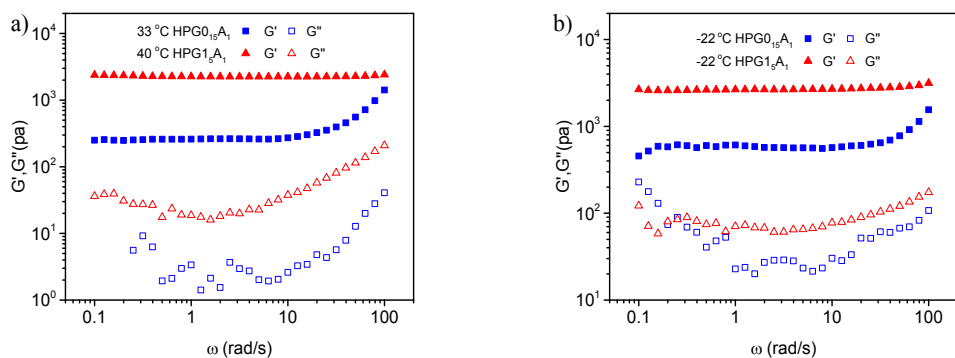 a)
33 °C HPG0₁₅A₁ G' G"
40 °C HPG1₅A₁ G' G"
10⁴
10³
10²
10¹
10⁰
G',G"(pa)
0.1 1 10 100
ω (rad/s)
b)
-22 °C HPG0₁₅A₁ G' G"
-22 °C HPG1₅A₁ G' G"
10⁴
10³
10²
10¹
G',G"(pa)
0.1 1 10 100
ω (rad/s)